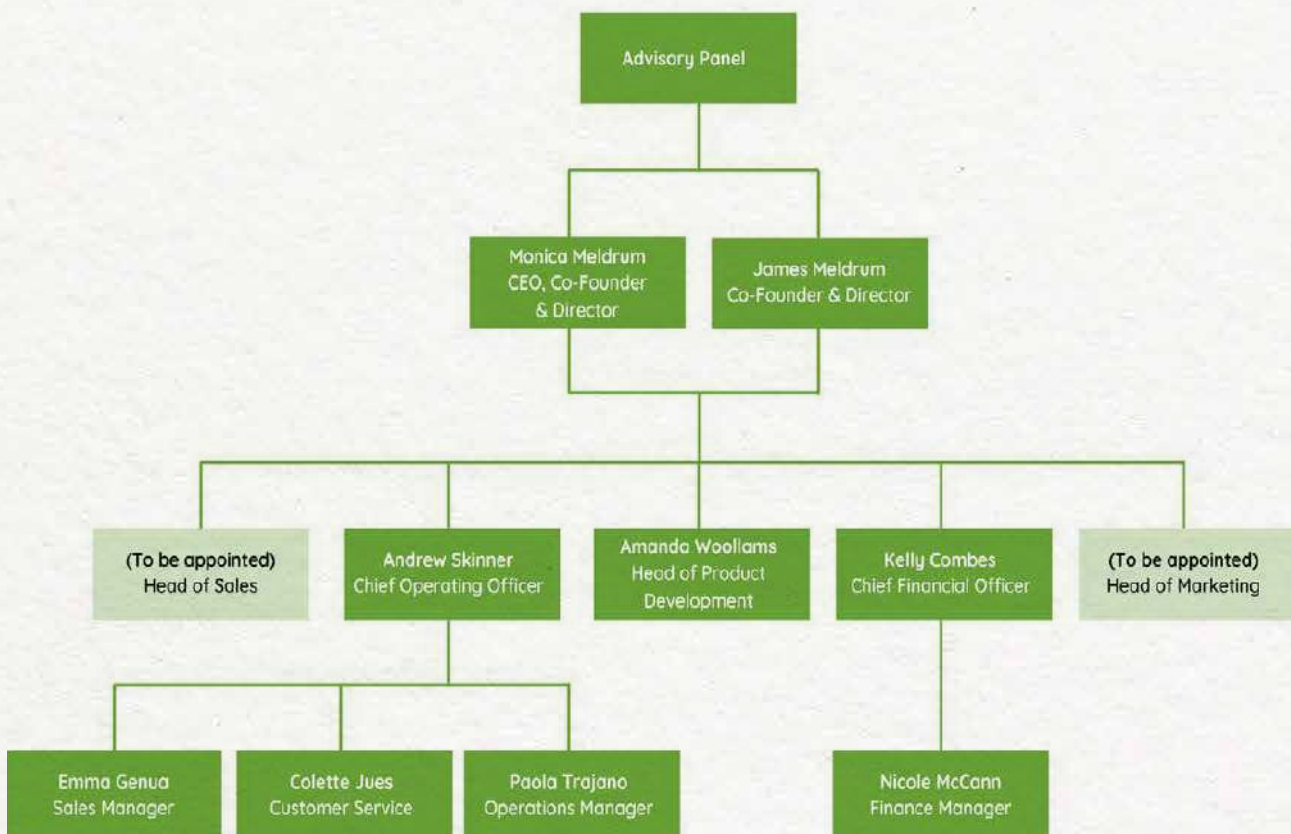 Advisory Panel
Monica Meldrum
CEO, Co-Founder
& Director
James Meldrum
Co-Founder & Director
(To be appointed)
Head of Sales
Andrew Skinner
Chief Operating Officer
Amanda Woollams
Head of Product
Development
Kelly Combes
Chief Financial Officer
(To be appointed)
Head of Marketing
Emma Genua
Sales Manager
Colette Jues
Customer Service
Paola Trajano
Operations Manager
Nicole McCann
Finance Manager